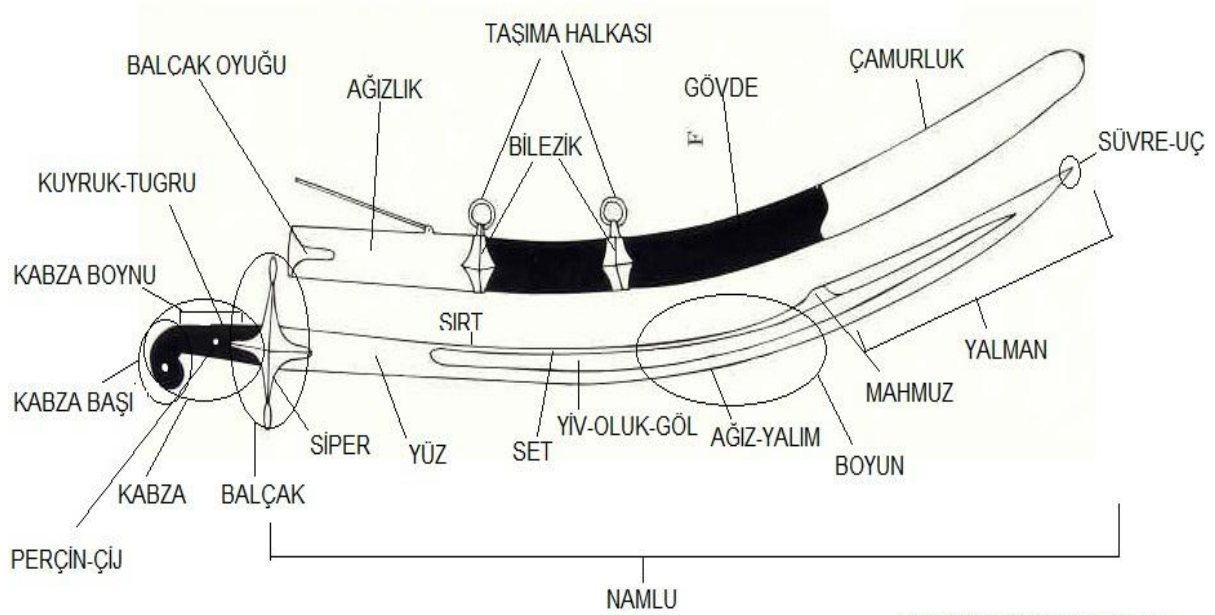 TAŞIMA HALKASI
BALÇAK OYUĞU
AĞIZLIK
GÖVDE
ÇAMURLUK
F
BİLEZİK
SÜVRE-UÇ
KUYRUK-TUGRU
KABZA BOYNU
SIRT
YALMAN
MAHMUZ
KABZA BAŞI
SİPER
YÜZ
SET
YİV-OLUK-GÖL
AĞIZ-YALIM
BOYUN
KABZA
BALÇAK
PERÇİN-ÇİJ
NAMLU